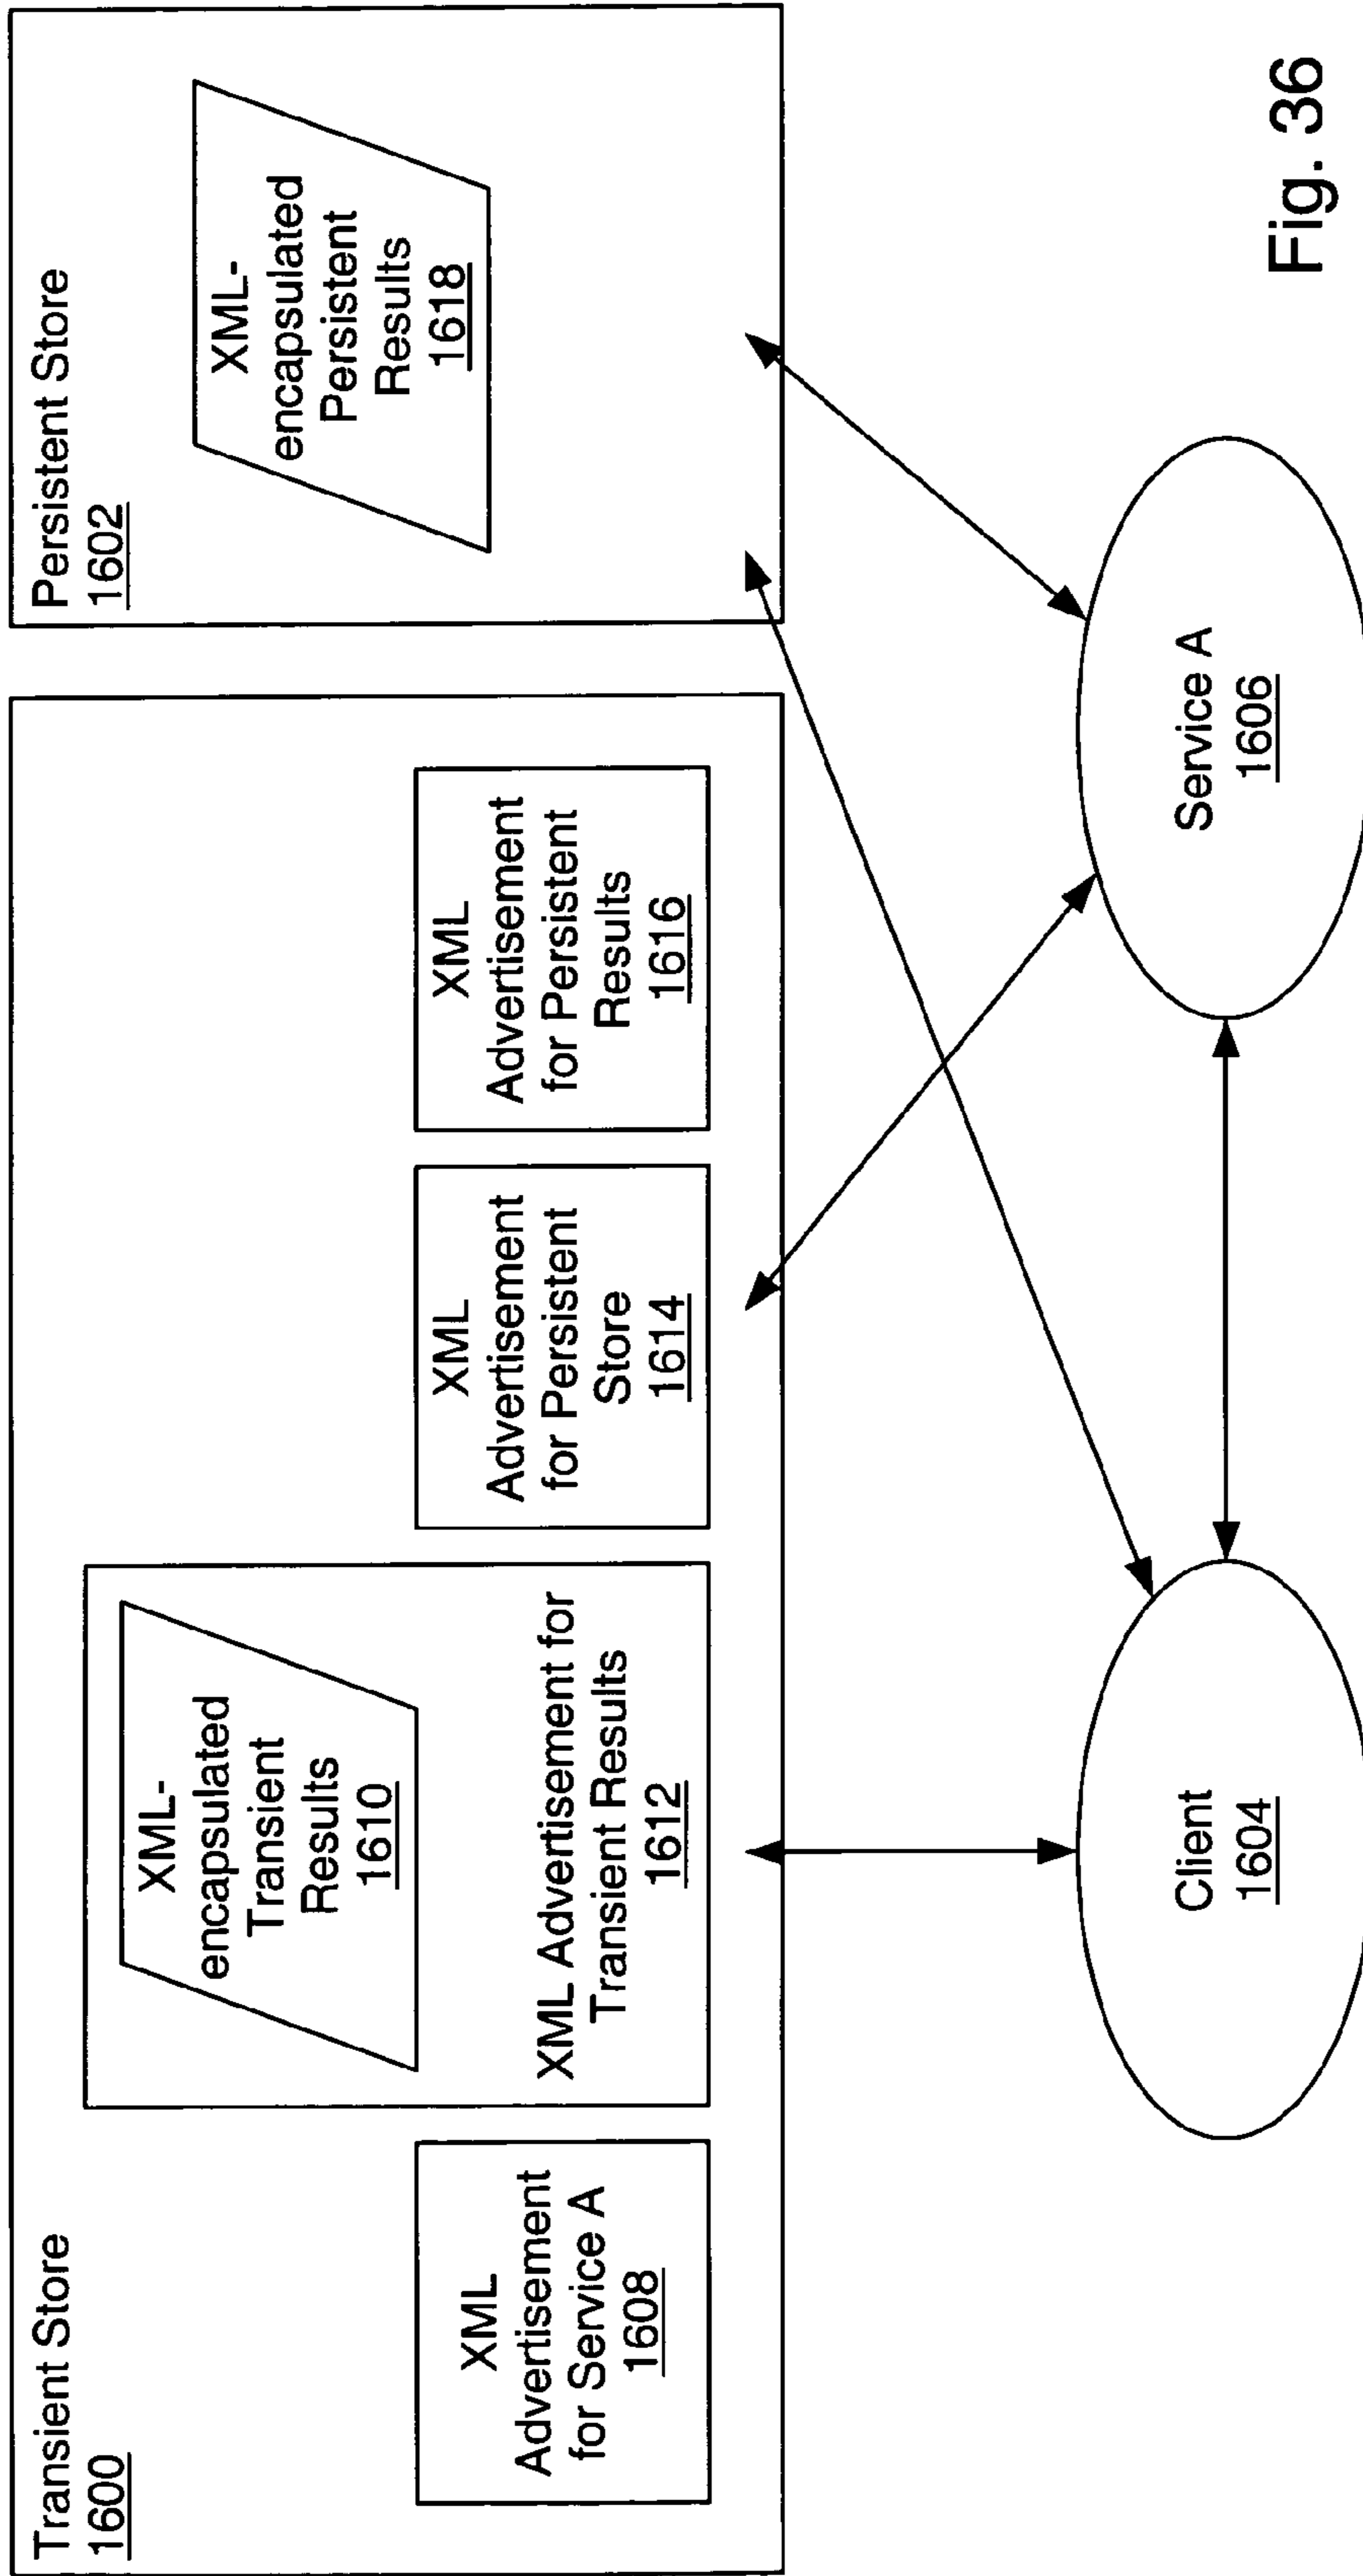 Transient Store
1600
XML
Advertisement
for Service A
1608
XML-
encapsulated
Transient
Results
1610
XML Advertisement for
Transient Results
1612
XML
Advertisement
for Persistent
Store
1614
XML
Advertisement
for Persistent
Results
1616
Persistent Store
1602
XML-
encapsulated
Persistent
Results
1618
Client
1604
Service A
1606
Fig. 36